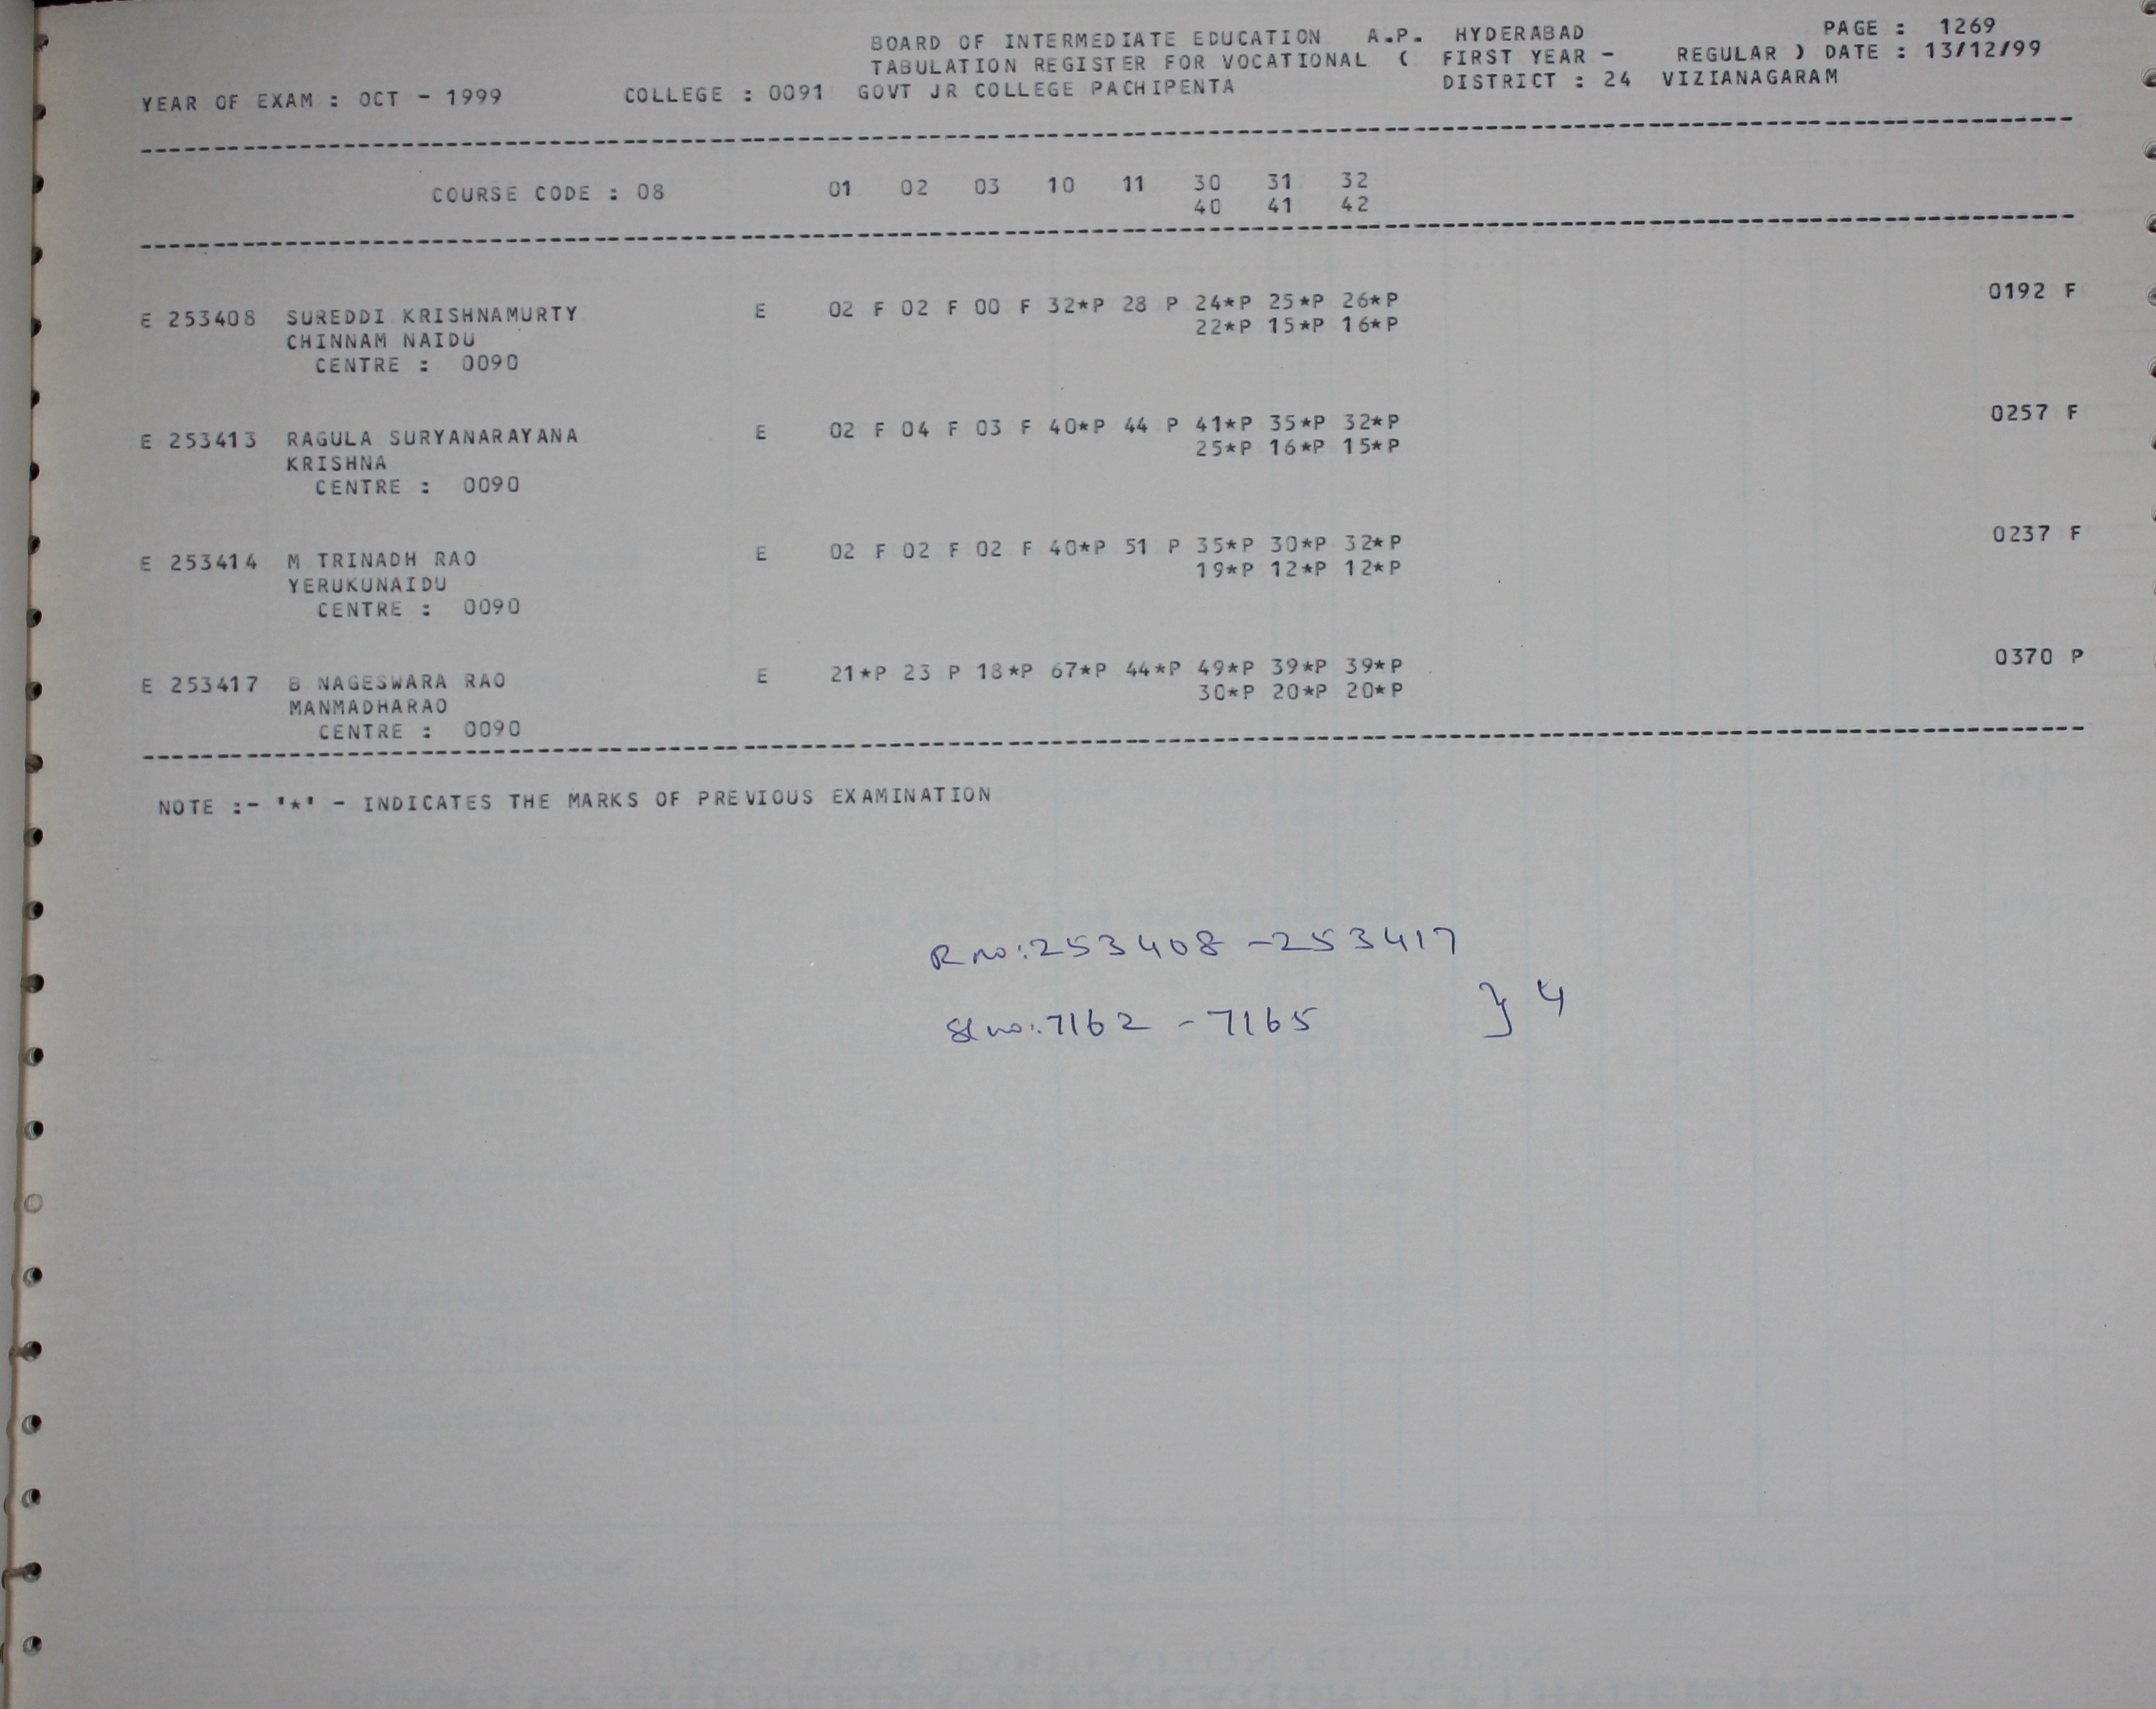 BOARD OF INTERMEDIATE EDUCATION A.P. HYDERABAD PAGE : 1269
TABULATION REGISTER FOR VOCATIONAL ( FIRST YEAR - REGULAR ) DATE : 13/12/99
YEAR OF EXAM : OCT - 1999 COLLEGE : 0091 GOVT JR COLLEGE PACHIPENTA DISTRICT : 24 VIZIANAGARAM
COURSE CODE : 08 01 02 03 10 11 30 31 32
40 41 42
E 253408 SUREDDI KRISHNAMURTY E 02 F 02 F 00 F 32*P 28 P 24*P 25*P 26*P 0192 F
CHINNAM NAIDU 22*P 15*P 16*P
CENTRE : 0090
E 253413 RAGULA SURYANARAYANA E 02 F 04 F 03 F 40*P 44 P 41*P 35*P 32*P 0257 F
KRISHNA 25*P 16*P 15*P
CENTRE : 0090
E 253414 M TRINADH RAO E 02 F 02 F 02 F 40*P 51 P 35*P 30*P 32*P 0237 F
YERUKUNAIDU 19*P 12*P 12*P
CENTRE : 0090
E 253417 B NAGESWARA RAO E 21*P 23 P 18*P 67*P 44*P 49*P 39*P 39*P 0370 P
MANMADHARAO 30*P 20*P 20*P
CENTRE : 0090
NOTE :- '*' - INDICATES THE MARKS OF PREVIOUS EXAMINATION
R no: 253408 - 253417
Sl no: 7162 - 7165 } 4